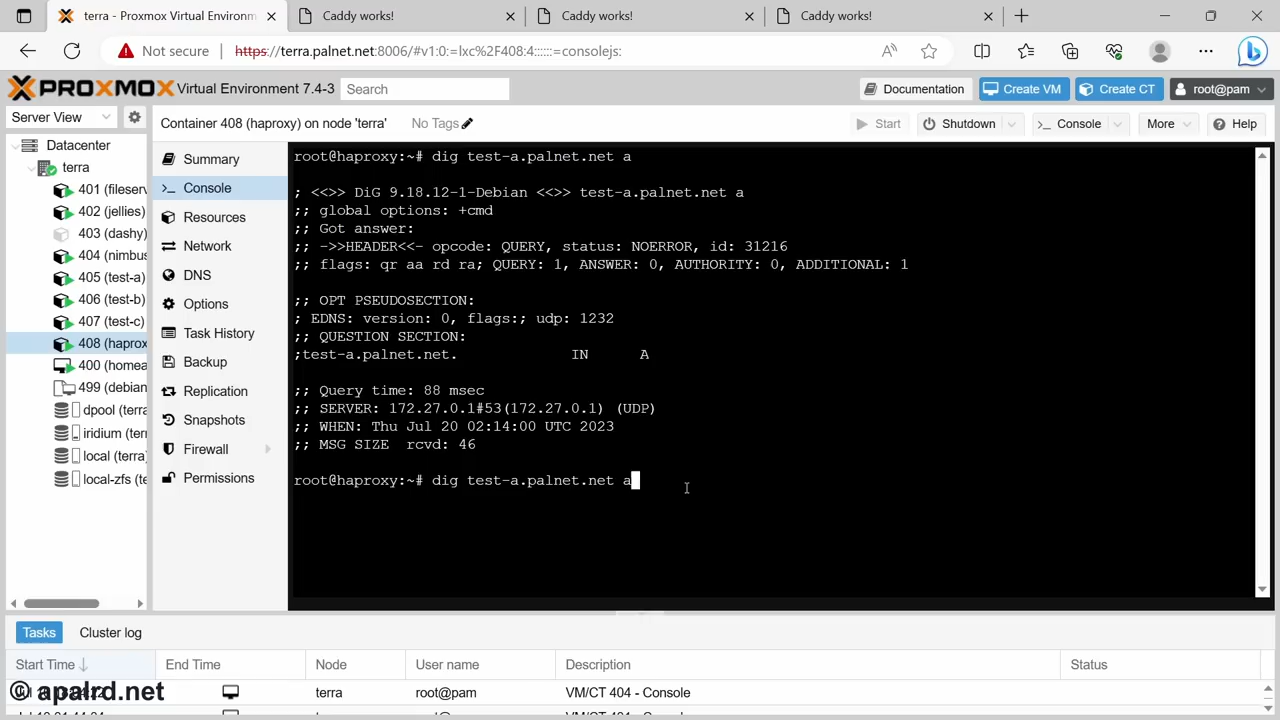 terra - Proxmox Virtual Environm
Caddy works!
Caddy works!
Caddy works!
Not secure
https://terra.palnet.net:8006/#v1:0:=lxc%2F408:4::::::=consolejs:
PROXMOX Virtual Environment 7.4-3
Search
Documentation
Create VM
Create CT
root@pam
Server View
Container 408 (haproxy) on node 'terra'
No Tags
Start
Shutdown
Console
More
Help
Datacenter
terra
401 (fileserv
402 (jellies)
403 (dashy)
404 (nimbus
405 (test-a)
406 (test-b)
407 (test-c)
408 (haprox
400 (homea
499 (debian
dpool (terra
iridium (terr
local (terra)
local-zfs (te
Summary
Console
Resources
Network
DNS
Options
Task History
Backup
Replication
Snapshots
Firewall
Permissions
root@haproxy:~# dig test-a.palnet.net a
; <<>> DiG 9.18.12-1-Debian <<>> test-a.palnet.net a
;; global options: +cmd
;; Got answer:
;; ->>HEADER<<- opcode: QUERY, status: NOERROR, id: 31216
;; flags: qr aa rd ra; QUERY: 1, ANSWER: 0, AUTHORITY: 0, ADDITIONAL: 1
;; OPT PSEUDOSECTION:
; EDNS: version: 0, flags:; udp: 1232
;; QUESTION SECTION:
;test-a.palnet.net. IN A
;; Query time: 88 msec
;; SERVER: 172.27.0.1#53(172.27.0.1) (UDP)
;; WHEN: Thu Jul 20 02:14:00 UTC 2023
;; MSG SIZE rcvd: 46
root@haproxy:~# dig test-a.palnet.net a
Tasks
Cluster log
Start Time
End Time
Node
User name
Description
Status
terra
root@pam
VM/CT 404 - Console
© apalrd.net